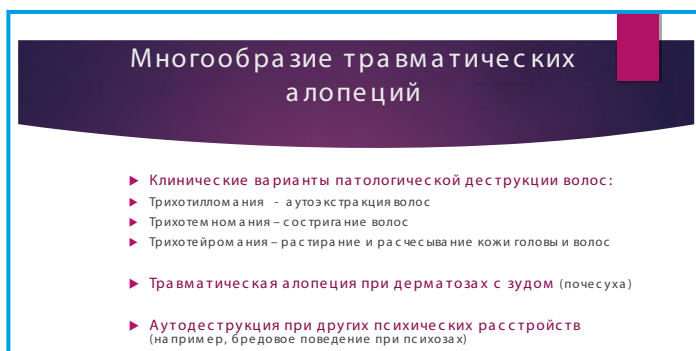 Многообразие травматических
алопеций
Клинические варианты патологической деструкции волос:
Трихотилломания - аутоэкстракция волос
Трихотемномания – состригание волос
Трихотейромания – растирание и расчесывание кожи головы и волос
Травматическая алопеция при дерматозах с зудом (почесуха)
Аутодеструкция при других психических расстройств
(например, бредовое поведение при психозах)